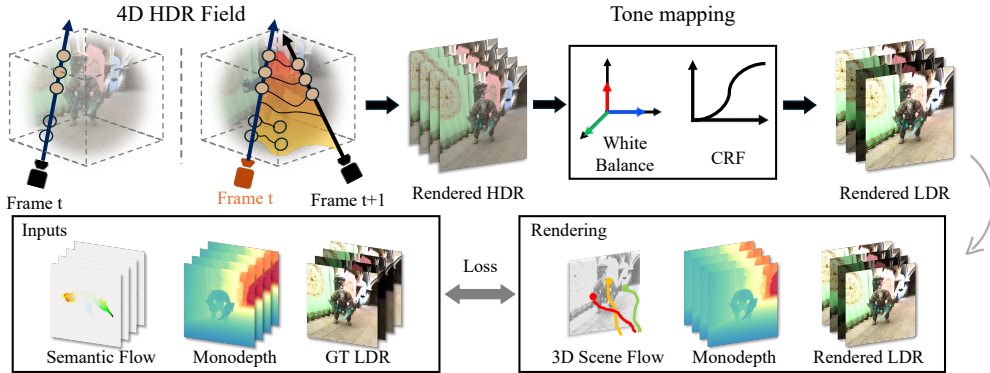 4D HDR Field
Tone mapping
White
Balance
CRF
Frame t
Frame t
Frame t+1
Rendered HDR
Rendered LDR
Inputs
Semantic Flow
Monodepth
GT LDR
Loss
Rendering
3D Scene Flow
Monodepth
Rendered LDR